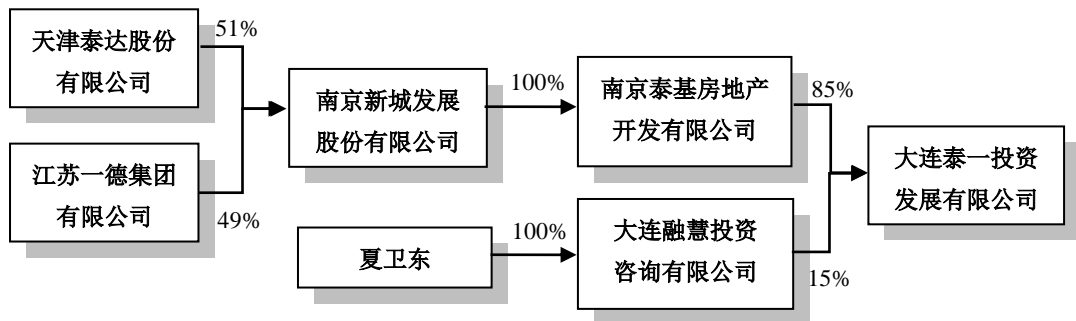 天津泰达股份
有限公司
51%
江苏一德集团
有限公司
49%
南京新城发展
股份有限公司
100%
南京泰基房地产
开发有限公司
85%
夏卫东
100%
大连融慧投资
咨询有限公司
15%
大连泰一投资
发展有限公司